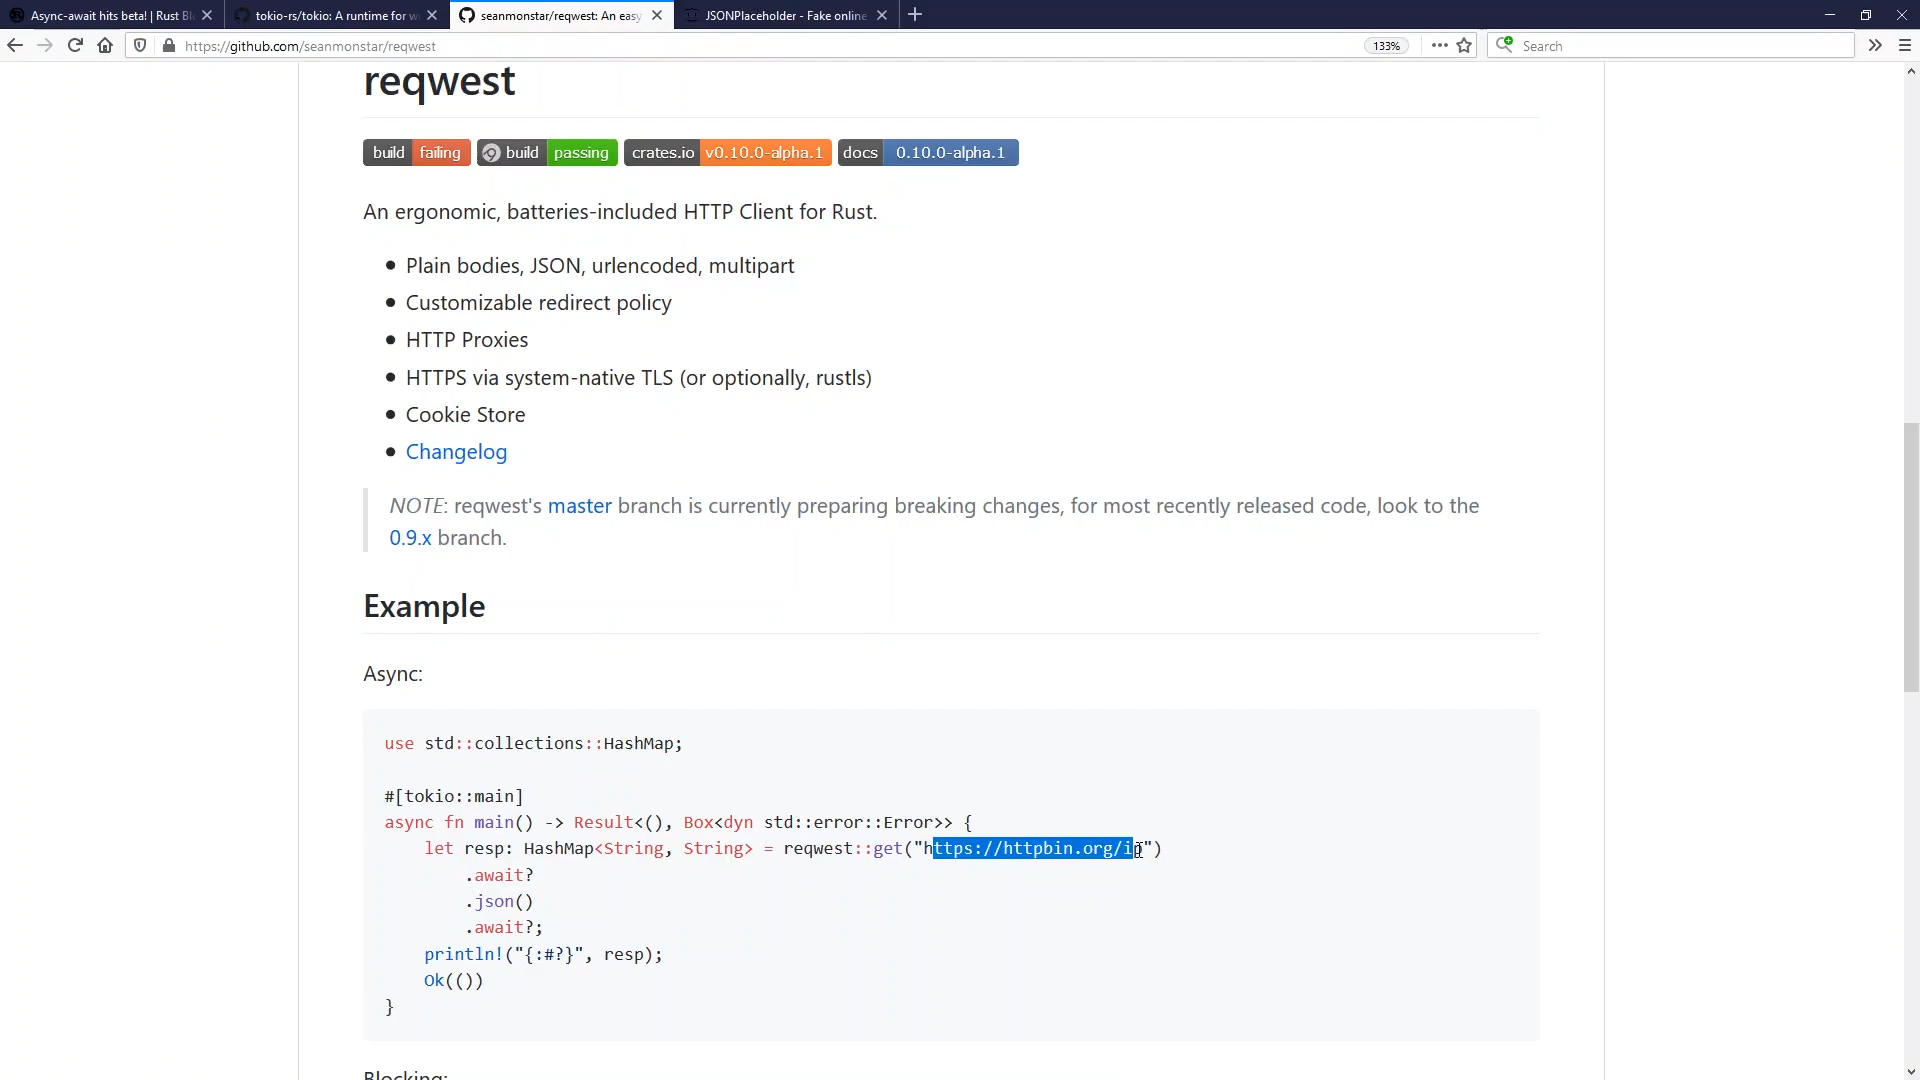 Async-await hits beta! | Rust Bl
tokio-rs/tokio: A runtime for w
seanmonstar/reqwest: An easy
JSONPlaceholder - Fake online
https://github.com/seanmonstar/reqwest
133%
Search
reqwest
build failing
build passing
crates.io v0.10.0-alpha.1
docs 0.10.0-alpha.1
An ergonomic, batteries-included HTTP Client for Rust.
Plain bodies, JSON, urlencoded, multipart
Customizable redirect policy
HTTP Proxies
HTTPS via system-native TLS (or optionally, rustls)
Cookie Store
Changelog
NOTE: reqwest's master branch is currently preparing breaking changes, for most recently released code, look to the
0.9.x branch.
Example
Async:
use std::collections::HashMap;
#[tokio::main]
async fn main() -> Result<(), Box<dyn std::error::Error>> {
    let resp: HashMap<String, String> = reqwest::get("https://httpbin.org/ip")
        .await?
        .json()
        .await?;
    println!("{:#?}", resp);
    Ok(())
}
Blocking: